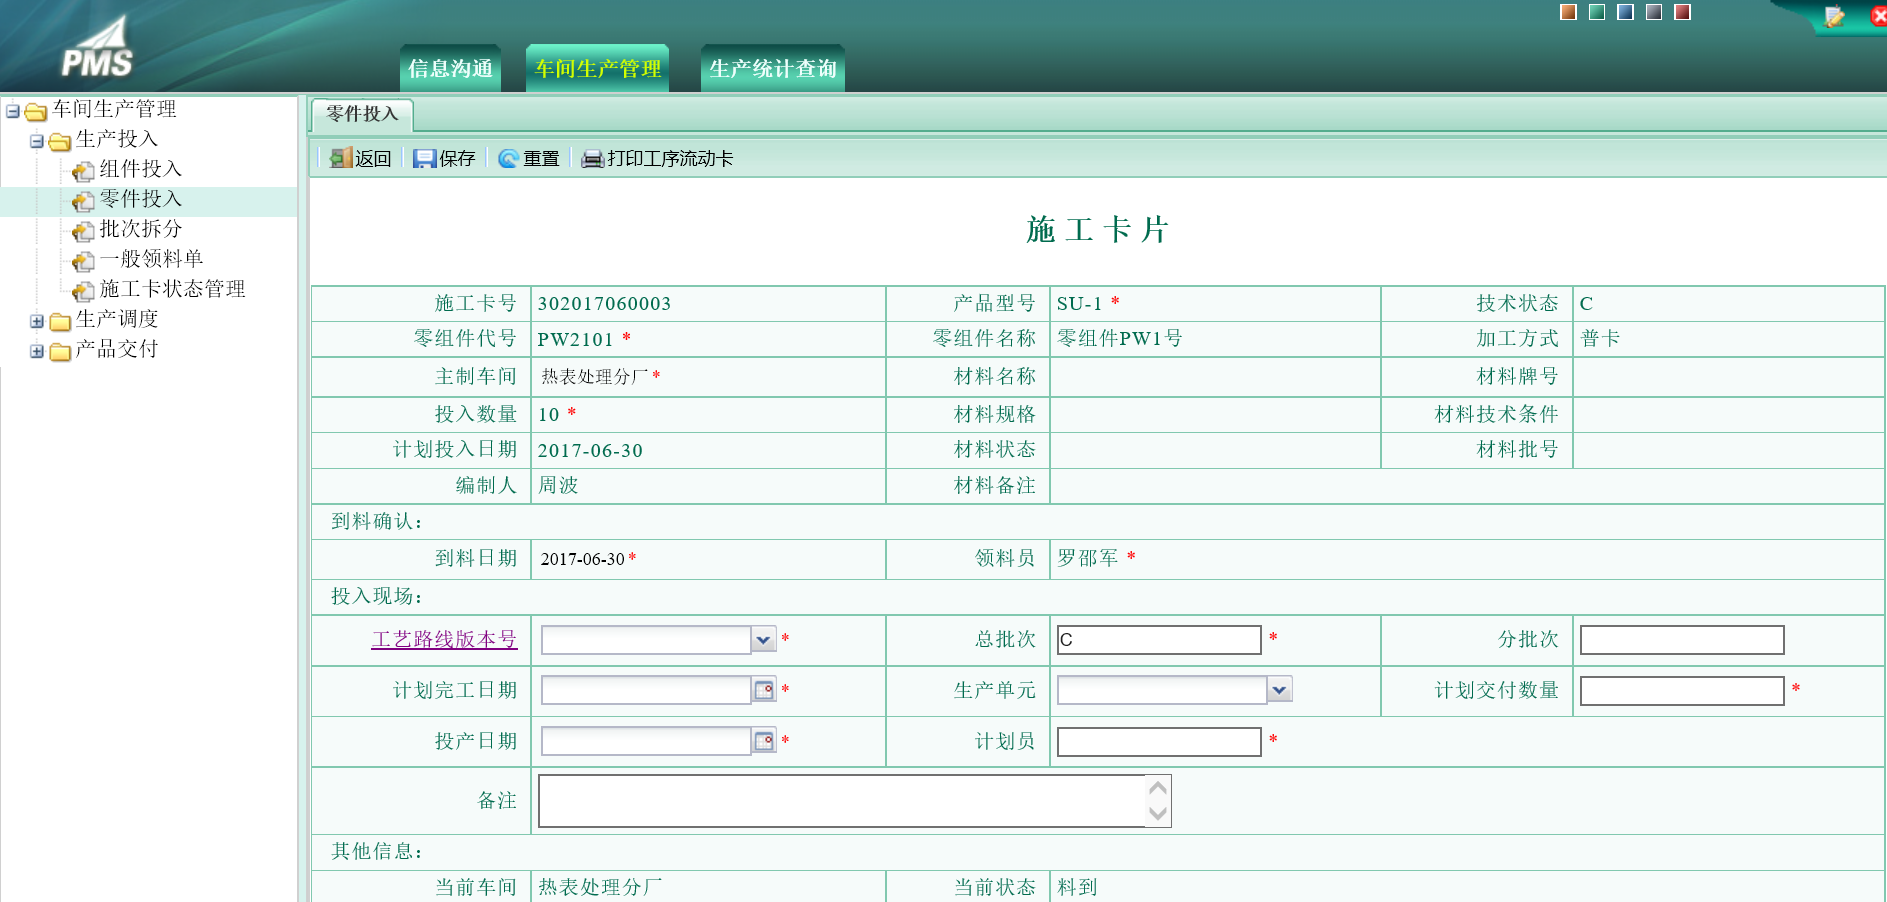 PMS
信息沟通 车间生产管理 生产统计查询
车间生产管理
生产投入
组件投入
零件投入
批次拆分
一般领料单
施工卡状态管理
生产调度
产品交付
零件投入
返回 保存 重置 打印工序流动卡
施工卡片
施工卡号 302017060003 产品型号 SU-1 * 技术状态 C
零组件代号 PW2101 * 零组件名称 零组件PW1号 加工方式 普卡
主制车间 热表处理分厂* 材料名称 材料牌号
投入数量 10 * 材料规格 材料技术条件
计划投入日期 2017-06-30 材料状态 材料批号
编制人 周波 材料备注
到料确认:
到料日期 2017-06-30* 领料员 罗邵军 *
投入现场:
工艺路线版本号 * 总批次 C * 分批次
计划完工日期 * 生产单元 计划交付数量 *
投产日期 * 计划员 *
备注
其他信息:
当前车间 热表处理分厂 当前状态 料到